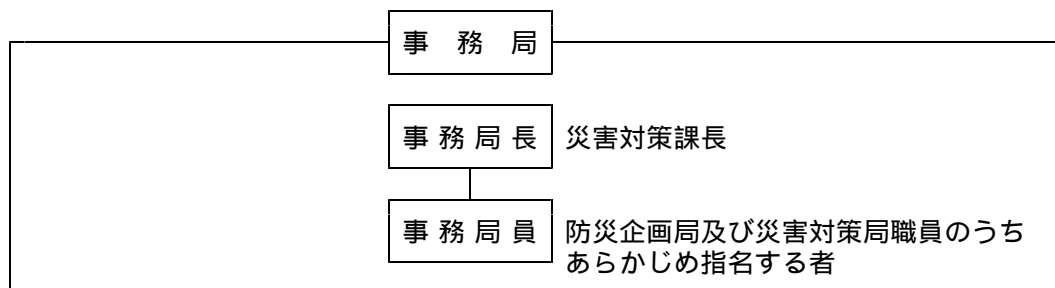 事務局
事務局長 災害対策課長
事務局員 防災企画局及び災害対策局職員のうち
あらかじめ指名する者